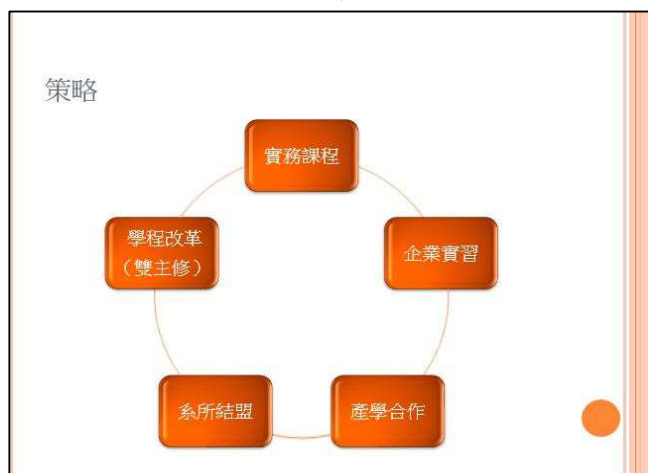 策略
實務課程
企業實習
產學合作
系所結盟
學程改革
（雙主修）